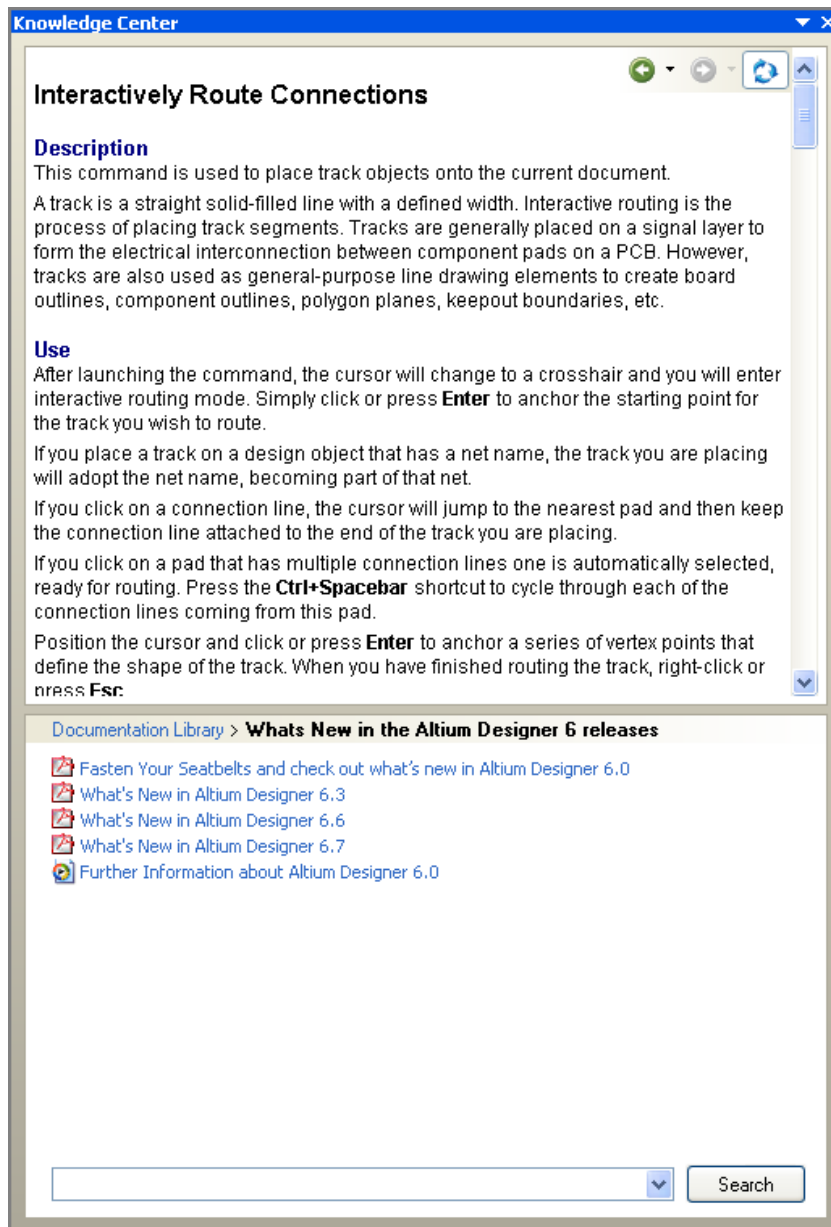 Knowledge Center
Interactively Route Connections
Description
This command is used to place track objects onto the current document.
A track is a straight solid-filled line with a defined width. Interactive routing is the
process of placing track segments. Tracks are generally placed on a signal layer to
form the electrical interconnection between component pads on a PCB. However,
tracks are also used as general-purpose line drawing elements to create board
outlines, component outlines, polygon planes, keepout boundaries, etc.
Use
After launching the command, the cursor will change to a crosshair and you will enter
interactive routing mode. Simply click or press Enter to anchor the starting point for
the track you wish to route.
If you place a track on a design object that has a net name, the track you are placing
will adopt the net name, becoming part of that net.
If you click on a connection line, the cursor will jump to the nearest pad and then keep
the connection line attached to the end of the track you are placing.
If you click on a pad that has multiple connection lines one is automatically selected,
ready for routing. Press the Ctrl+Spacebar shortcut to cycle through each of the
connection lines coming from this pad.
Position the cursor and click or press Enter to anchor a series of vertex points that
define the shape of the track. When you have finished routing the track, right-click or
press Esc
Documentation Library > Whats New in the Altium Designer 6 releases
Fasten Your Seatbelts and check out what's new in Altium Designer 6.0
What's New in Altium Designer 6.3
What's New in Altium Designer 6.6
What's New in Altium Designer 6.7
Further Information about Altium Designer 6.0
Search